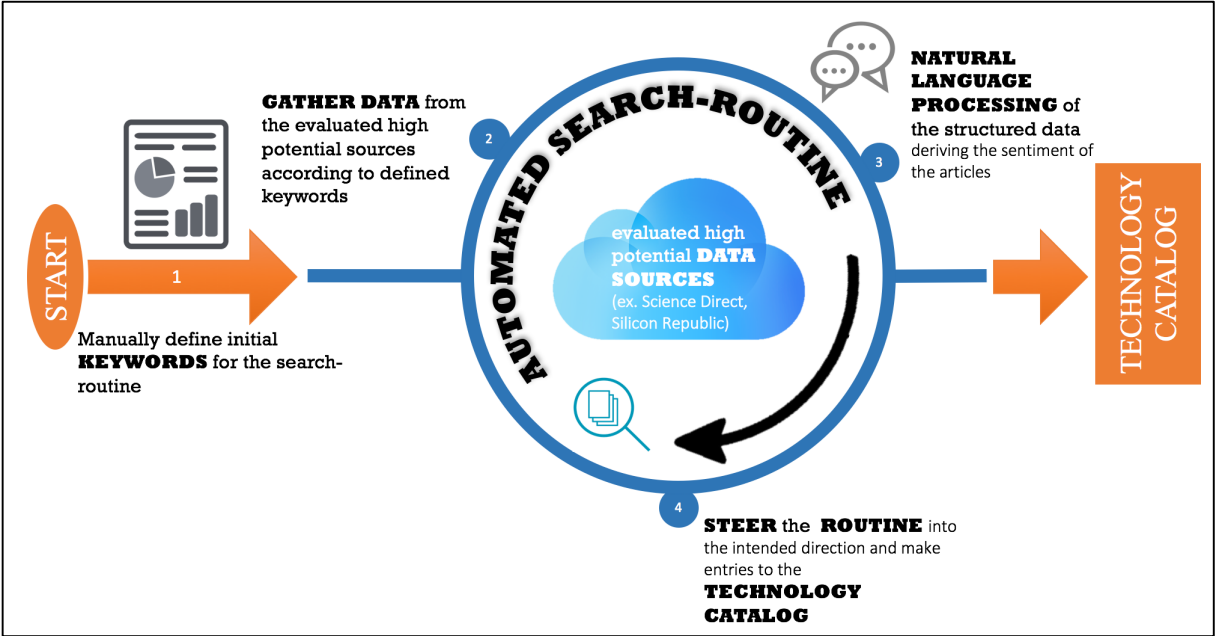 START
1
Manually define initial
KEYWORDS for the search-
routine
GATHER DATA from
the evaluated high
potential sources
according to defined
keywords
2
AUTOMATED SEARCH-ROUTINE
evaluated high
potential DATA
SOURCES
(ex. Science Direct,
Silicon Republic)
3
NATURAL
LANGUAGE
PROCESSING of
the structured data
deriving the sentiment of
the articles
4
STEER the ROUTINE into
the intended direction and make
entries to the
TECHNOLOGY
CATALOG
TECHNOLOGY
CATALOG